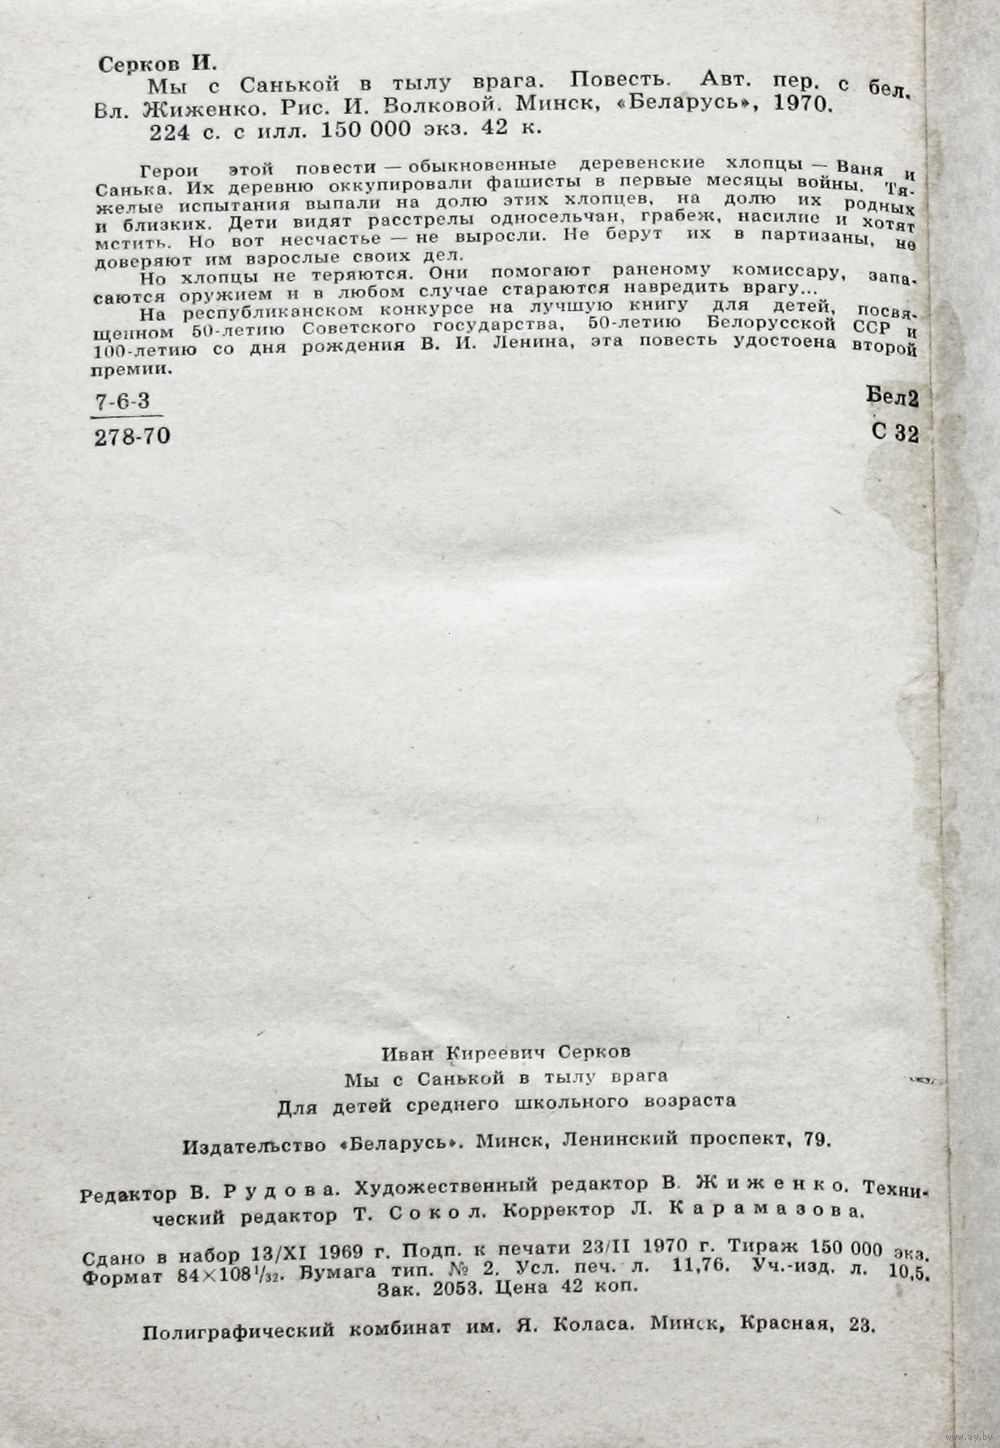 Серков И.
Мы с Санькой в тылу врага. Повесть. Авт. пер. с бел.
Вл. Жиженко. Рис. И. Волковой. Минск, «Беларусь», 1970.
224 с. с илл. 150 000 экз. 42 к.
Герои этой повести — обыкновенные деревенские хлопцы — Ваня и
Санька. Их деревню оккупировали фашисты в первые месяцы войны. Тя-
желые испытания выпали на долю этих хлопцев, на долю их родных
и близких. Дети видят расстрелы односельчан, грабеж, насилие и хотят
мстить. Но вот несчастье — не выросли. Не берут их в партизаны, не
доверяют им взрослые своих дел.
Но хлопцы не теряются. Они помогают раненому комиссару, запа-
саются оружием и в любом случае стараются навредить врагу...
На республиканском конкурсе на лучшую книгу для детей, посвя-
щенном 50-летию Советского государства, 50-летию Белорусской ССР и
100-летию со дня рождения В. И. Ленина, эта повесть удостоена второй
премии.
7-6-3 Бел2
278-70 С 32
Иван Киреевич Серков
Мы с Санькой в тылу врага
Для детей среднего школьного возраста
Издательство «Беларусь». Минск, Ленинский проспект, 79.
Редактор В. Рудова. Художественный редактор В. Жиженко. Техни-
ческий редактор Т. Сокол. Корректор Л. Карамазова.
Сдано в набор 13/XI 1969 г. Подп. к печати 23/II 1970 г. Тираж 150 000 экз.
Формат 84×108 1/32. Бумага тип. № 2. Усл. печ. л. 11,76. Уч.-изд. л. 10,5.
Зак. 2053. Цена 42 коп.
Полиграфический комбинат им. Я. Коласа. Минск, Красная, 23.
www.ay.by